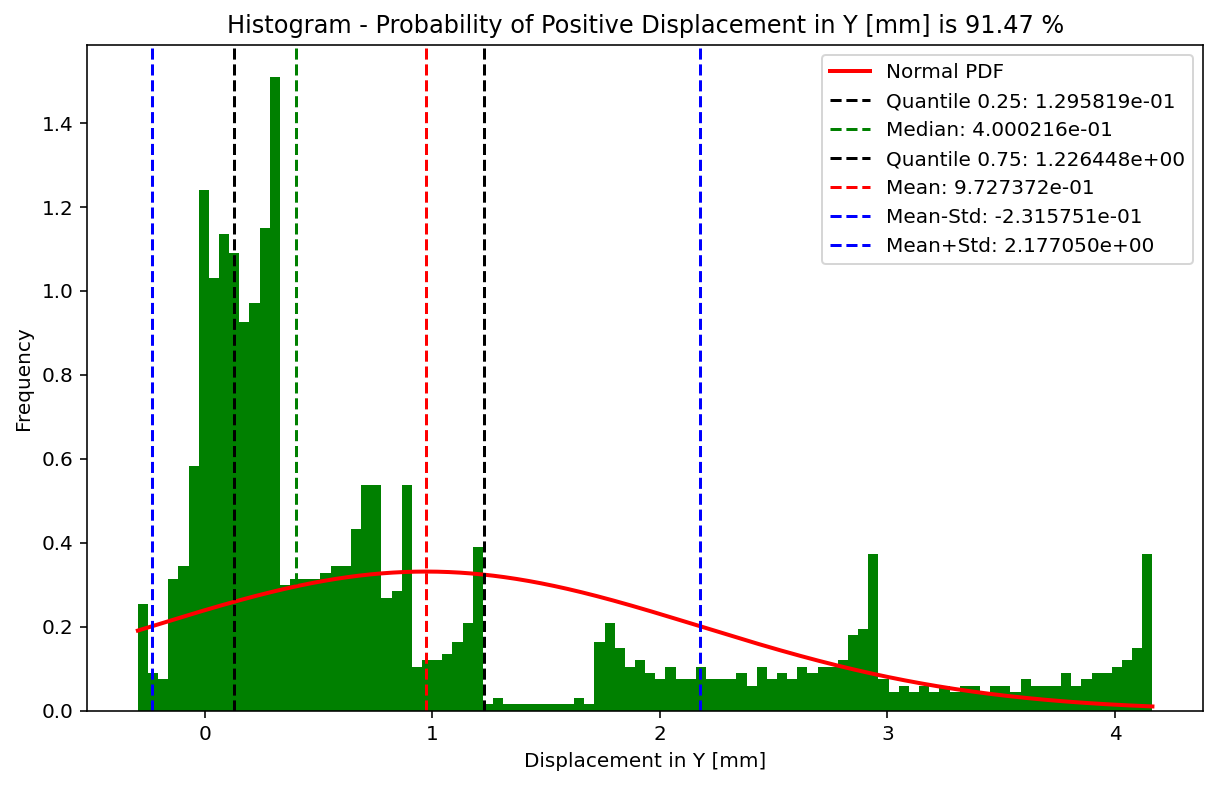 Histogram - Probability of Positive Displacement in Y [mm] is 91.47 %
Normal PDF
Quantile 0.25: 1.295819e-01
Median: 4.000216e-01
Quantile 0.75: 1.226448e+00
Mean: 9.727372e-01
Mean-Std: -2.315751e-01
Mean+Std: 2.177050e+00
Frequency
1.4
1.2
1.0
0.8
0.6
0.4
0.2
0.0
0 1 2 3 4
Displacement in Y [mm]